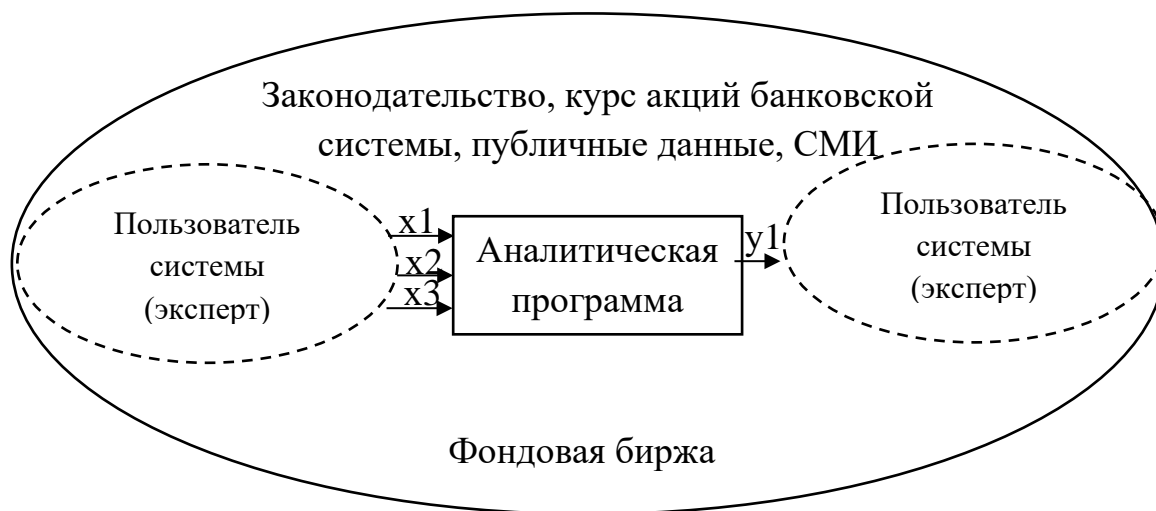 Законодательство, курс акций банковской
системы, публичные данные, СМИ
Пользователь
системы
(эксперт)
x1
x2
x3
Аналитическая
программа
y1
Пользователь
системы
(эксперт)
Фондовая биржа